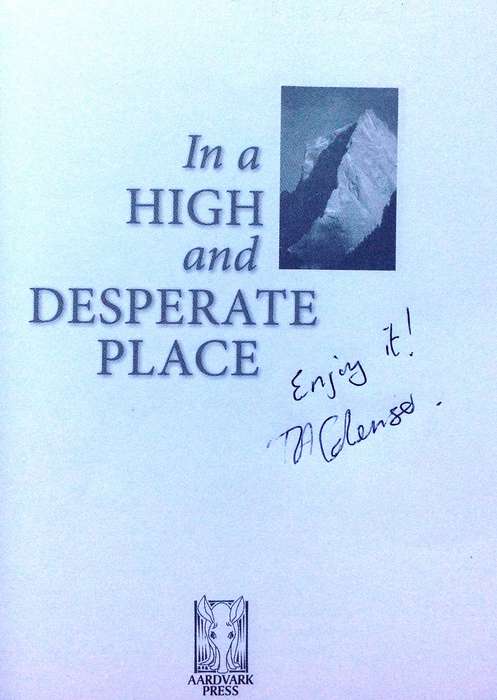 In a
HIGH
and
DESPERATE
PLACE
Enjoy it!
AARDVARK
PRESS